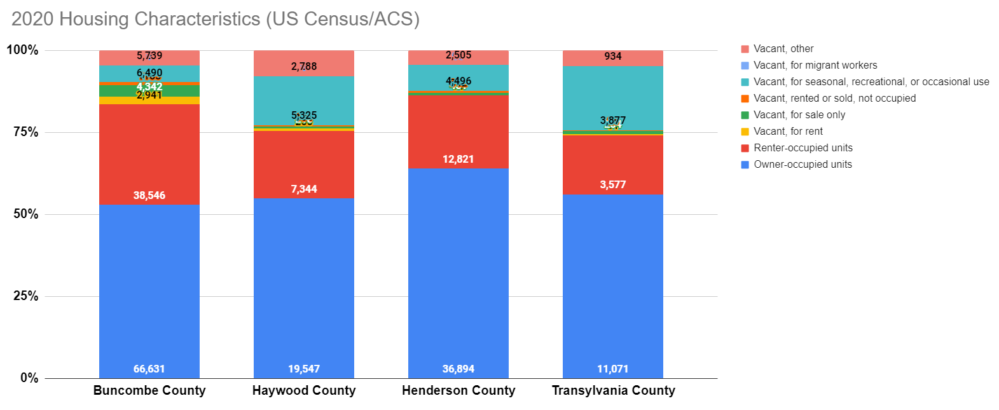 2020 Housing Characteristics (US Census/ACS)
100%
75%
50%
25%
0%
5,739
6,490
4,342
2,941
38,546
66,631
2,788
5,325
7,344
19,547
2,505
4,496
12,821
36,894
934
3,877
3,577
11,071
Buncombe County
Haywood County
Henderson County
Transylvania County
Vacant, other
Vacant, for migrant workers
Vacant, for seasonal, recreational, or occasional use
Vacant, rented or sold, not occupied
Vacant, for sale only
Vacant, for rent
Renter-occupied units
Owner-occupied units